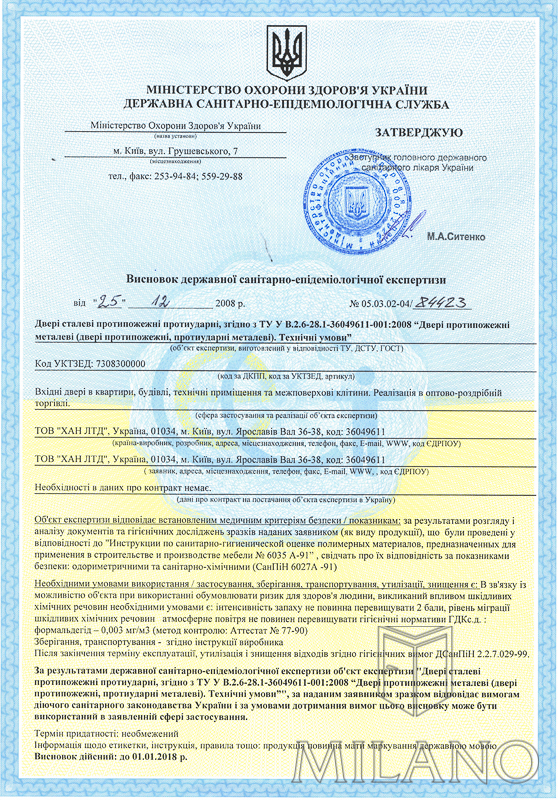 МІНІСТЕРСТВО ОХОРОНИ ЗДОРОВ'Я УКРАЇНИ
ДЕРЖАВНА САНІТАРНО-ЕПІДЕМІОЛОГІЧНА СЛУЖБА
Міністерство Охорони Здоров'я України
(назва установи)
м. Київ, вул. Грушевського, 7
(місцезнаходження)
тел., факс: 253-94-84; 559-29-88
ЗАТВЕРДЖУЮ
Заступник головного державного
санітарного лікаря України
М.А.Ситенко
Висновок державної санітарно-епідеміологічної експертизи
від "25" 12 2008 р. № 05.03.02-04/ 84423
Двері сталеві протипожежні протиударні, згідно з ТУ У В.2.6-28.1-36049611-001:2008 “Двері протипожежні
металеві (двері протипожежні, протиударні металеві). Технічні умови”
(об’єкт експертизи, виготовлений у відповідності ТУ, ДСТУ, ГОСТ)
Код УКТЗЕД: 7308300000
(код за ДКПП, код за УКТЗЕД, артикул)
Вхідні двері в квартири, будівлі, технічні приміщення та межповерхові клітини. Реалізація в оптово-роздрібній
торгівлі.
(сфера застосування та реалізації об’єкта експертизи)
ТОВ "ХАН ЛТД", Україна, 01034, м. Київ, вул. Ярославів Вал 36-38, код: 36049611
(країна-виробник, розробник, адреса, місцезнаходження, телефон, факс, E-mail, WWW, код ЄДРПОУ)
ТОВ "ХАН ЛТД", Україна, 01034, м. Київ, вул. Ярославів Вал 36-38, код: 36049611
( заявник, адреса, місцезнаходження, телефон, факс, E-mail, WWW, , код ЄДРПОУ)
Необхідності в даних про контракт немає.
(дані про контракт на постачання об’єкта експертизи в Україну)
Об'єкт експертизи відповідає встановленим медичним критеріям безпеки / показникам: за результатами розгляду і
аналізу документів та гігієнічних досліджень зразків наданих заявником (як виду продукції), що були проведені у
відповідності до "Инструкции по санитарно-гигиенической оценке полимерных материалов, предназначенных для
применения в строительстве и производстве мебели № 6035 А-91" , свідчать про їх відповідність за показниками
безпеки: одориметричними та санітарно-хімічними (СанПіН 6027А -91)
Необхідними умовами використання / застосування, зберігання, транспортування, утилізації, знищення є: В зв'язку із
можливістю об'єкта при використанні обумовлювати ризик для здоров'я людини, викликаний впливом шкідливих
хімічних речовин необхідними умовами є: інтенсивність запаху не повинна перевищувати 2 бали, рівень міграції
шкідливих хімічних речовин атмосферне повітря не повинен перевищувати гігієнічні нормативи ГДКс.д. :
формальдегід – 0,003 мг/м3 (метод контролю: Аттестат № 77-90)
Зберігання, транспортування - згідно інструкції виробника
Після закінчення терміну експлуатації, утилізація і знищення відходів згідно гігієнічних вимог ДСанПіН 2.2.7.029-99.
За результатами державної санітарно-епідеміологічної експертизи об'єкт експертизи "Двері сталеві
протипожежні протиударні, згідно з ТУ У В.2.6-28.1-36049611-001:2008 “Двері протипожежні металеві (двері
протипожежні, протиударні металеві). Технічні умови”", за наданим заявником зразком відповідає вимогам
діючого санітарного законодавства України і за умови дотримання вимог цього висновку може бути
використаний в заявленній сфері застосування.
Термін придатності: необмежений
Інформація щодо етикетки, інструкція, правила тощо: продукція повинна мати маркування державною мовою
Висновок дійсний: до 01.01.2018 р.
MILANO